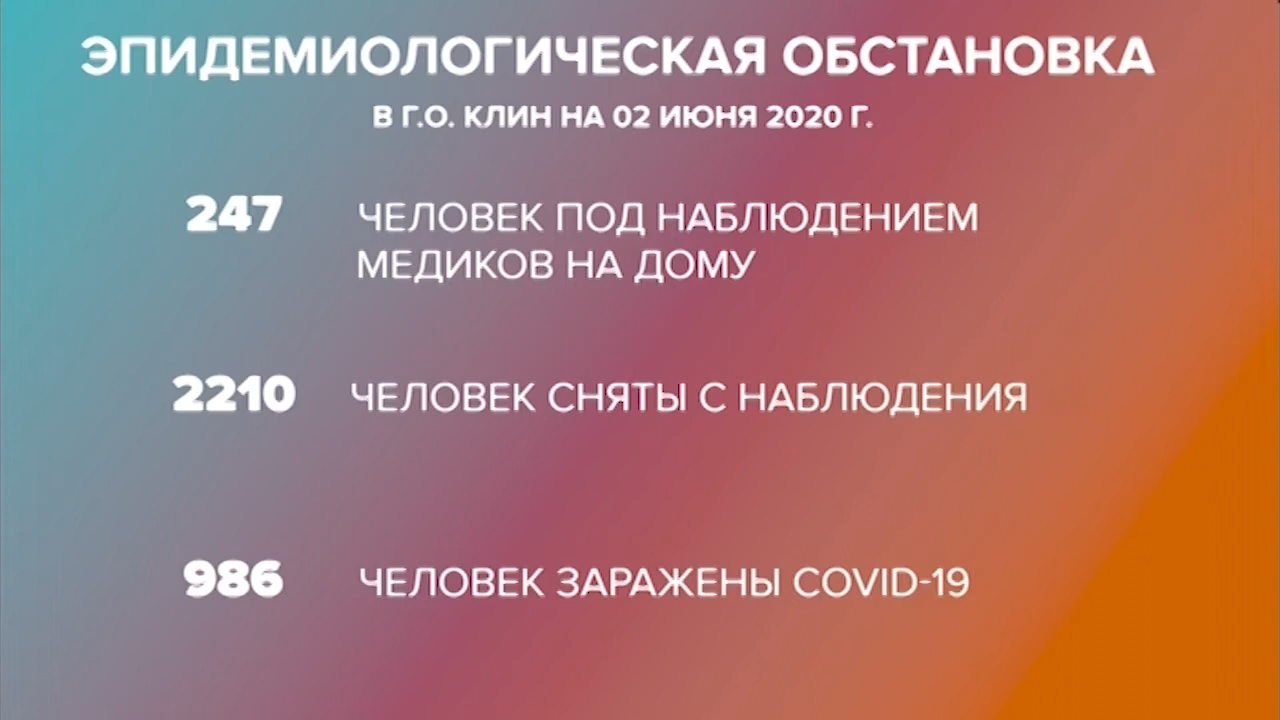 ЭПИДЕМИОЛОГИЧЕСКАЯ ОБСТАНОВКА
В Г.О. КЛИН НА 02 ИЮНЯ 2020 Г.
247 ЧЕЛОВЕК ПОД НАБЛЮДЕНИЕМ
МЕДИКОВ НА ДОМУ
2210 ЧЕЛОВЕК СНЯТЫ С НАБЛЮДЕНИЯ
986 ЧЕЛОВЕК ЗАРАЖЕНЫ COVID-19